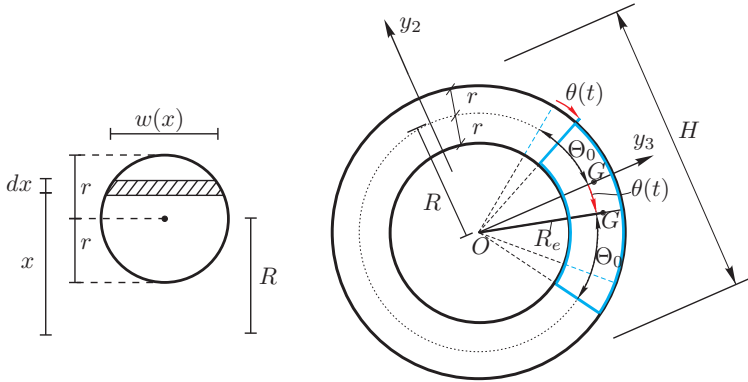 w(x)
dx
r
r
x
R
y₂
θ(t)
H
r
r
Θ₀
y₃
G
R
θ(t)
G
O
Rₑ
Θ₀